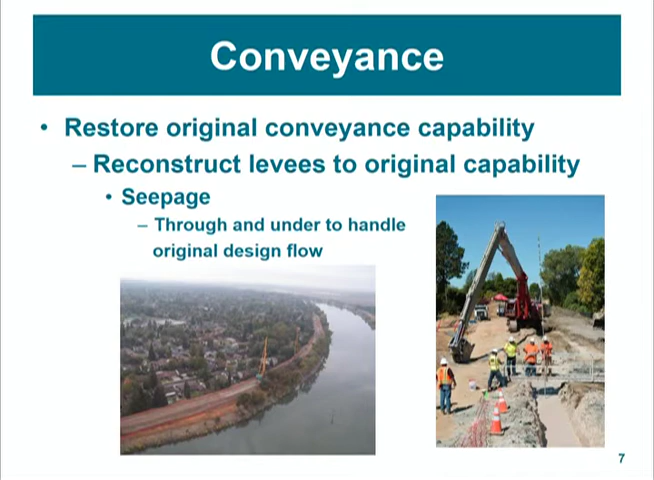 Conveyance
• Restore original conveyance capability
– Reconstruct levees to original capability
• Seepage
– Through and under to handle
original design flow
7